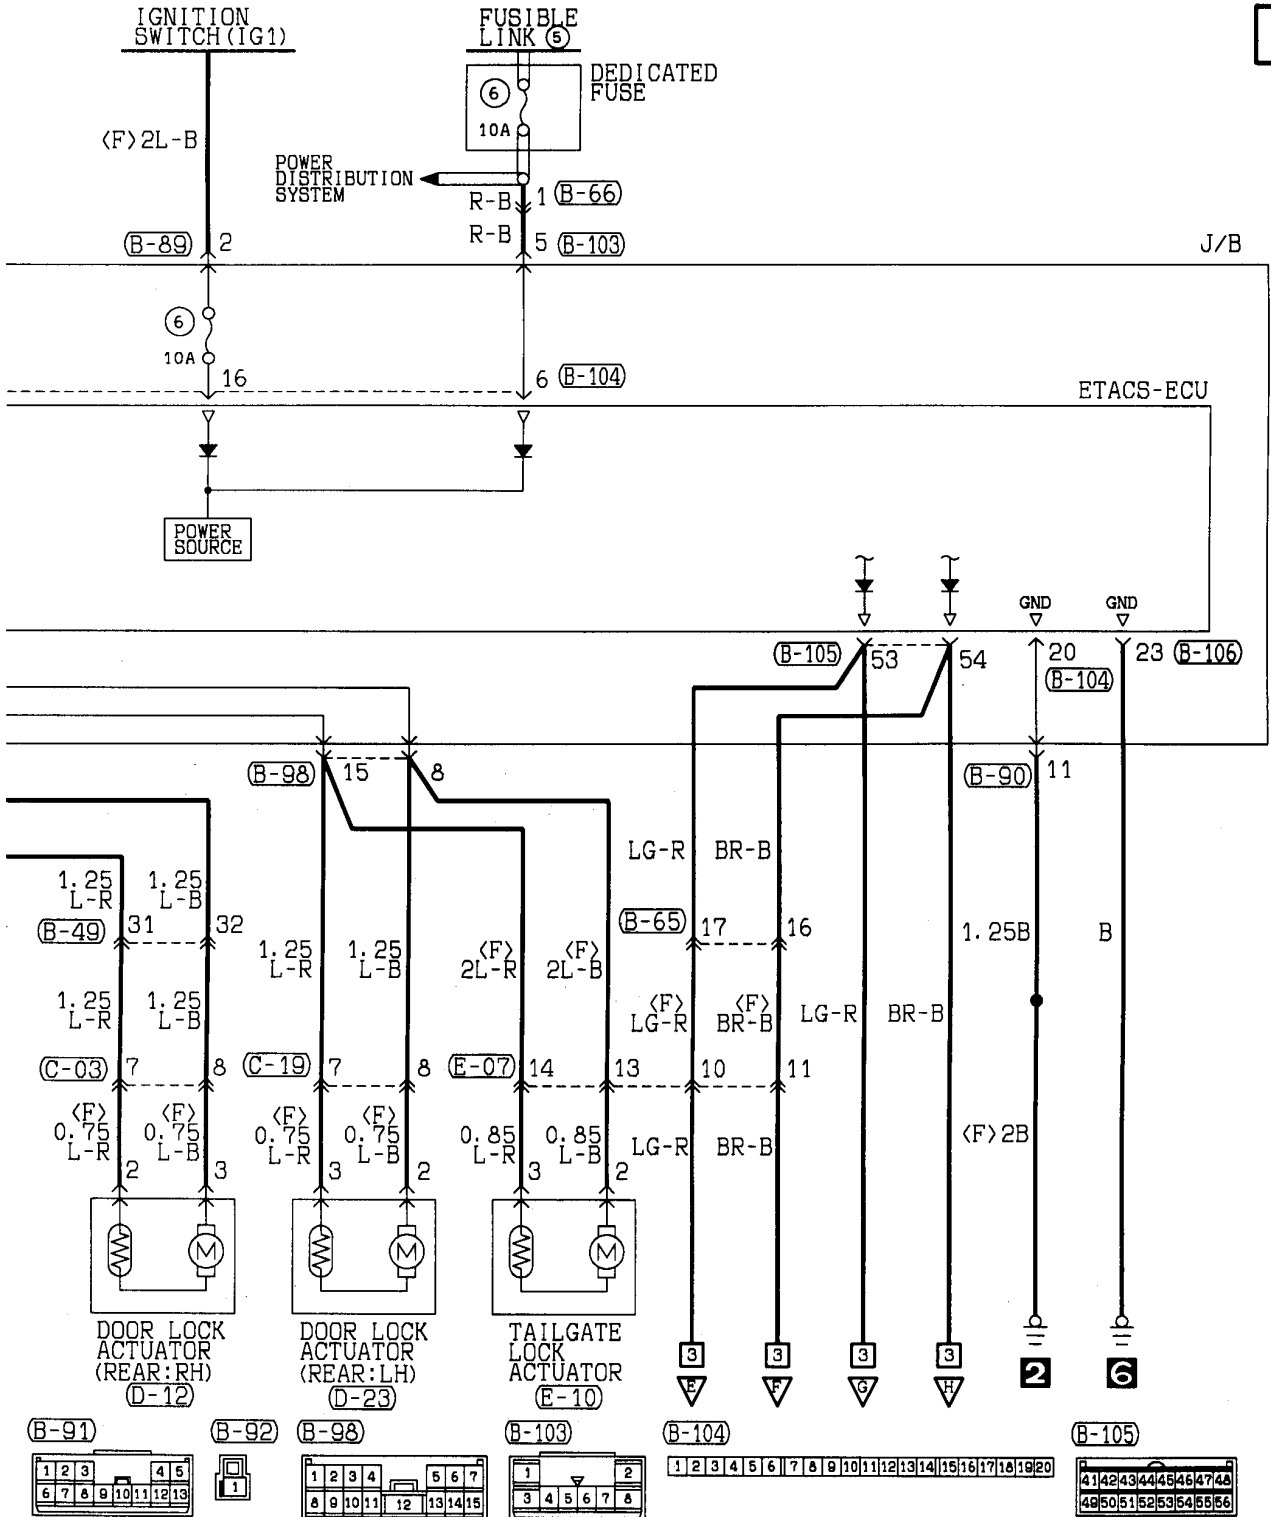 IGNITION
SWITCH(IG1)
FUSIBLE
LINK ⑤
DEDICATED
FUSE
⑥
10A
<F>2L-B
POWER
DISTRIBUTION
SYSTEM
R-B 1 B-66
R-B 5 B-103
B-89 2
J/B
⑥
10A
16
6 B-104
ETACS-ECU
POWER
SOURCE
GND GND
B-105 53 54 20 23 B-106
B-104
B-98 15 8
B-90 11
LG-R BR-B
1.25 1.25
L-R L-B
B-49 31 32
B-65 17 16
1.25B B
1.25 1.25 <F> <F>
L-R L-B 2L-R 2L-B
1.25 1.25 <F> <F>
L-R L-B LG-R BR-B LG-R BR-B
C-03 7 8 C-19 7 8 E-07 14 13 10 11
<F> <F> <F> <F>
0.75 0.75 0.75 0.75 0.85 0.85 LG-R BR-B <F>2B
L-R L-B L-R L-B L-R L-B
2 3 3 2 3 2
M M M
DOOR LOCK
ACTUATOR
(REAR:RH)
D-12
DOOR LOCK
ACTUATOR
(REAR:LH)
D-23
TAILGATE
LOCK
ACTUATOR
E-10
3 3 3 3 2 6
E F G H
B-91
1 2 3 4 5
6 7 8 9 10 11 12 13
B-92
1
B-98
1 2 3 4 5 6 7
8 9 10 11 12 13 14 15
B-103
1 2
3 4 5 6 7 8
B-104
1 2 3 4 5 6 7 8 9 10 11 12 13 14 15 16 17 18 19 20
B-105
41 42 43 44 45 46 47 48
49 50 51 52 53 54 55 56